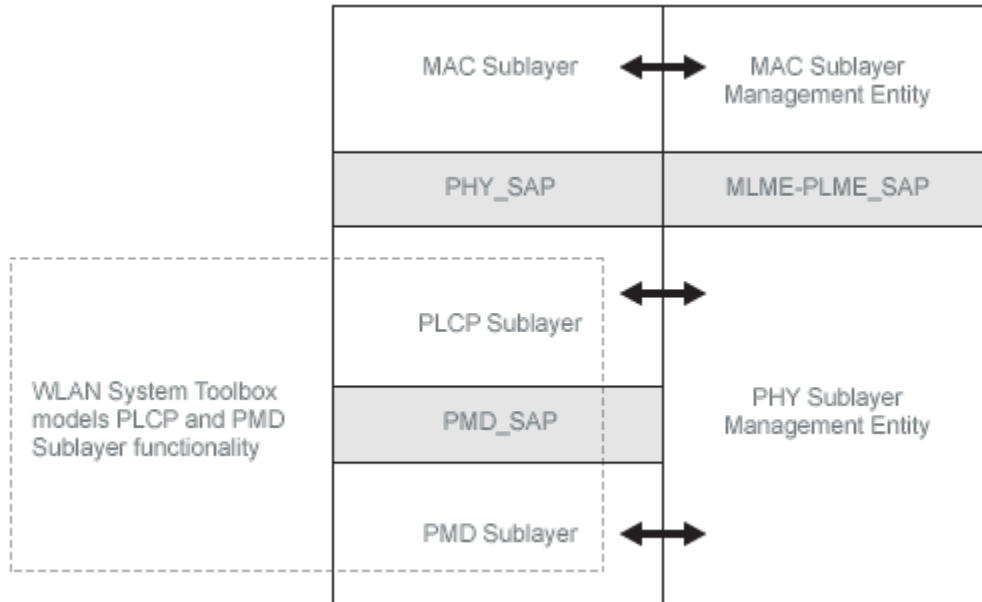 MAC Sublayer
MAC Sublayer
Management Entity
PHY_SAP
MLME-PLME_SAP
PLCP Sublayer
WLAN System Toolbox
models PLCP and PMD
Sublayer functionality
PMD_SAP
PHY Sublayer
Management Entity
PMD Sublayer